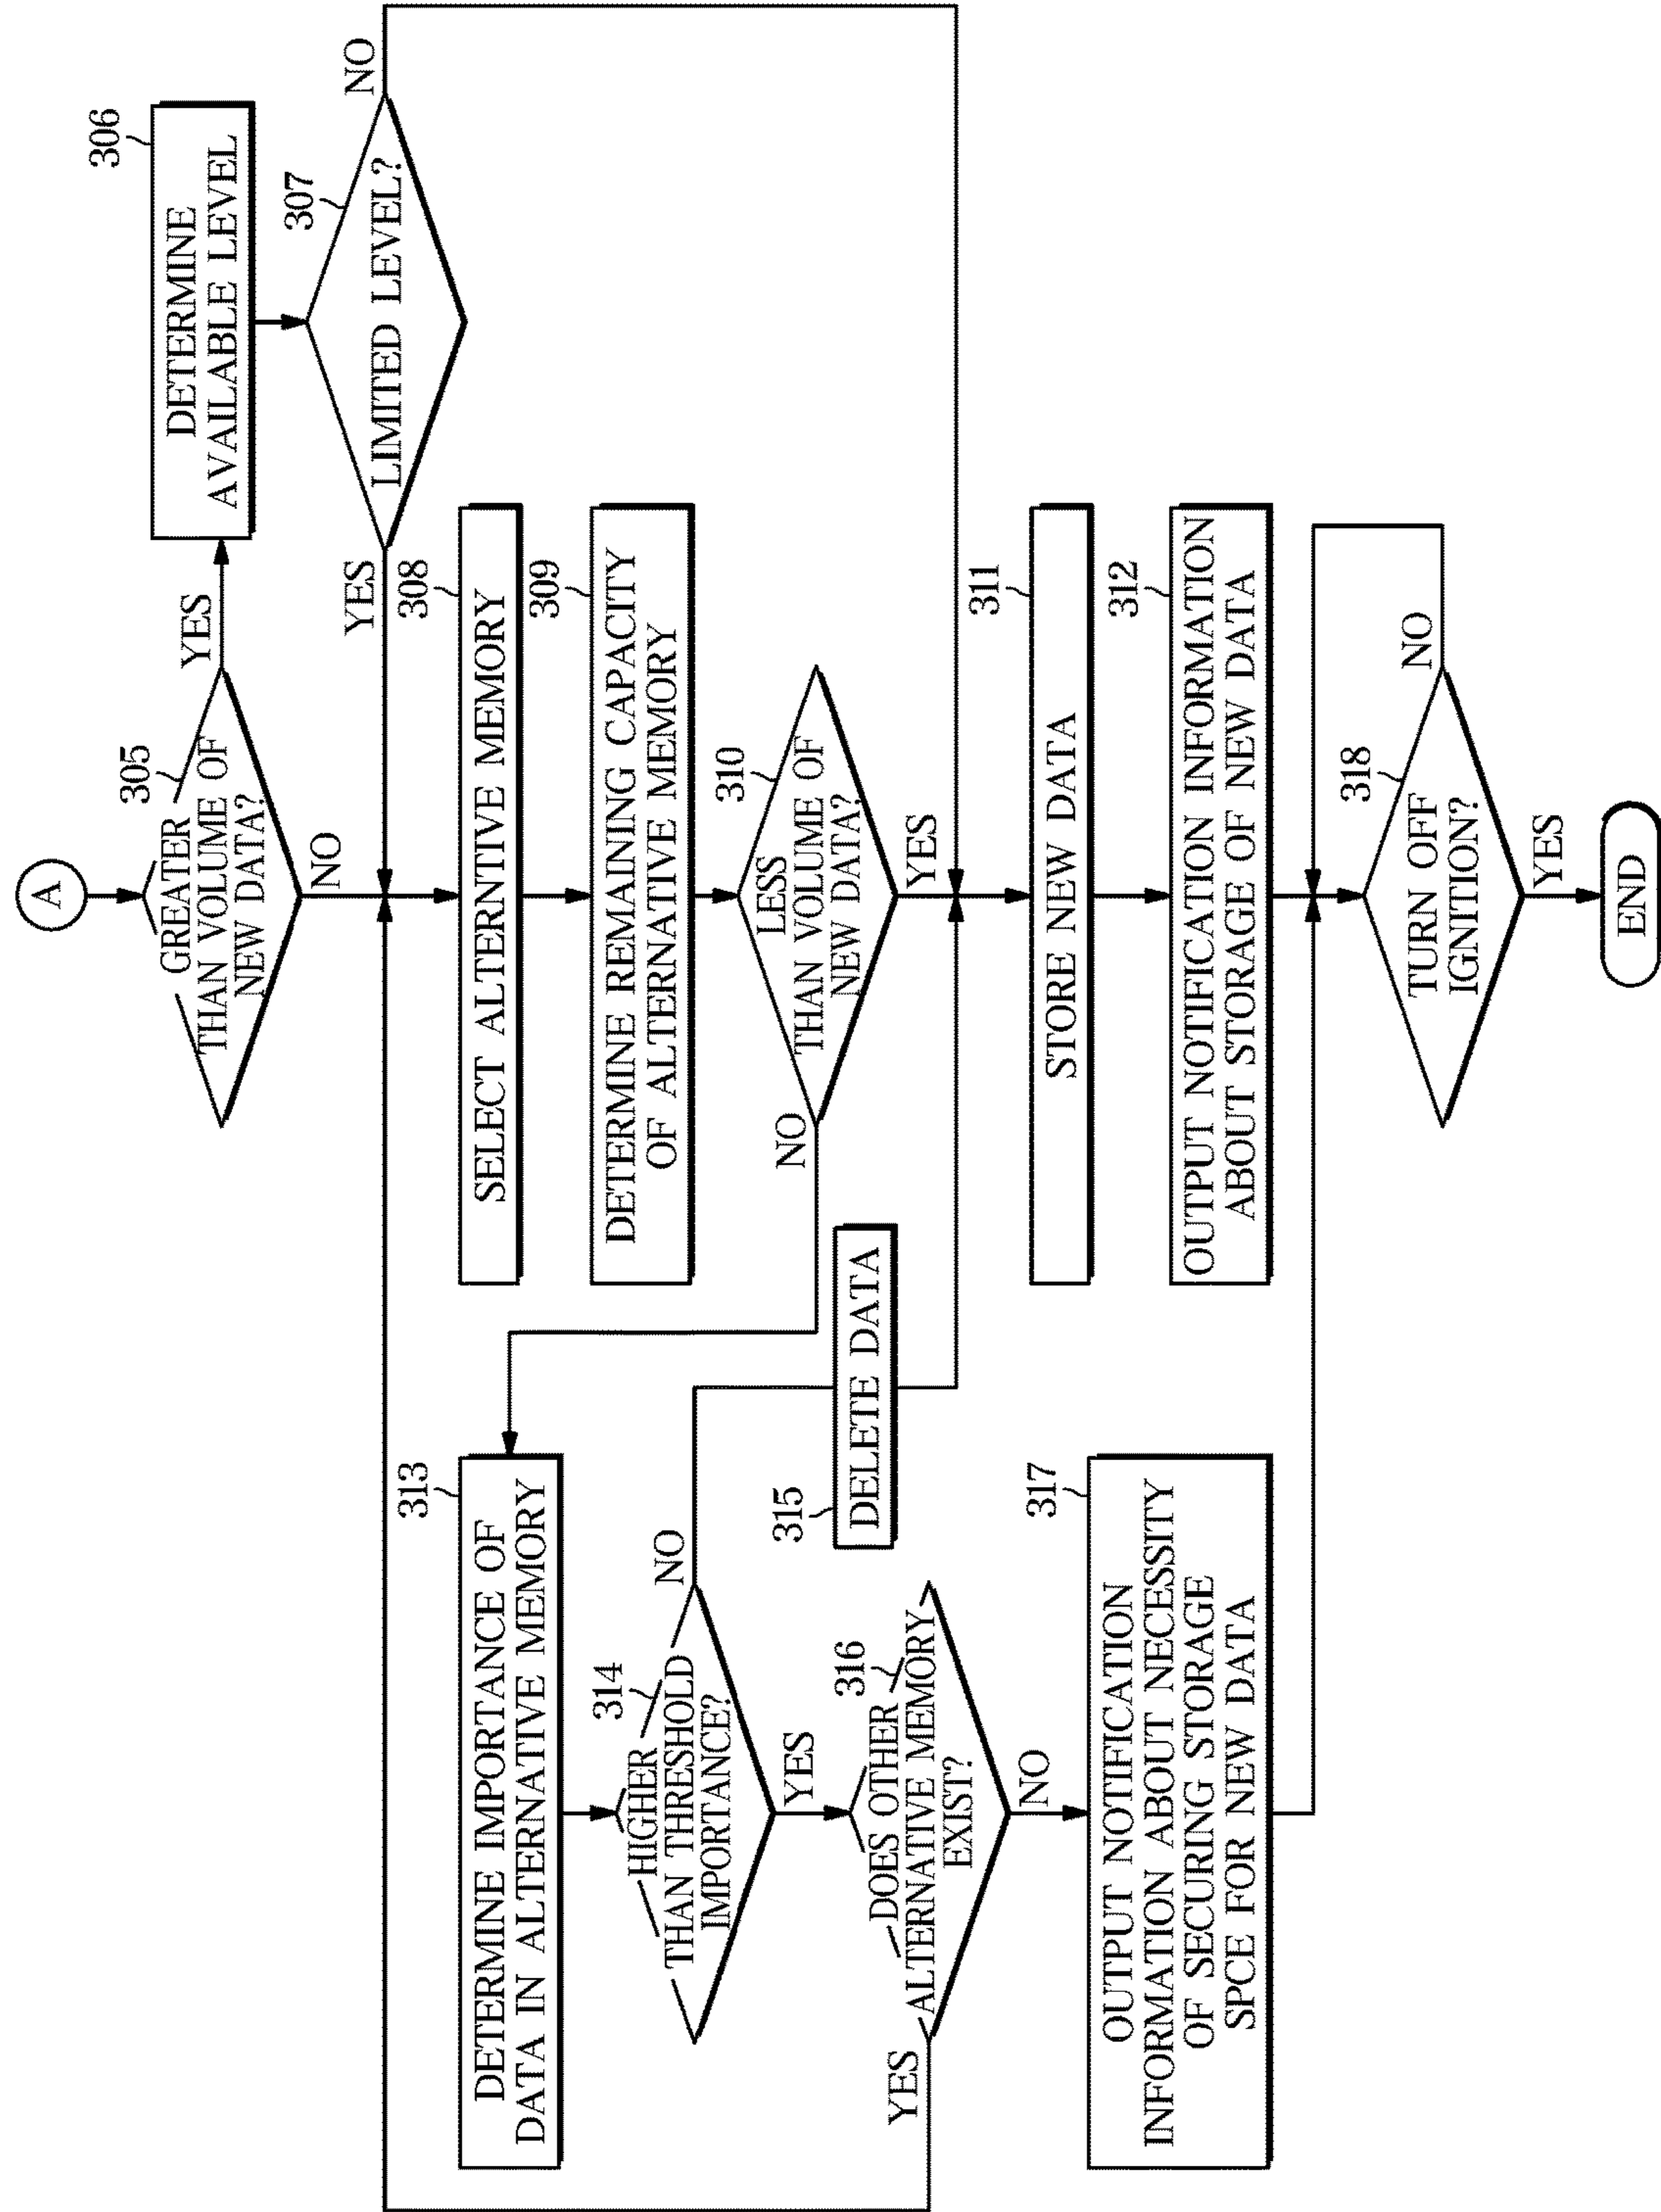 A
305
GREATER
THAN VOLUME OF
NEW DATA?
YES
NO
306
DETERMINE
AVAILABLE LEVEL
307
LIMITED LEVEL?
NO
YES
308
SELECT ALTERNTIVE MEMORY
309
DETERMINE REMAINING CAPACITY
OF ALTERNATIVE MEMORY
310
LESS
THAN VOLUME OF
NEW DATA?
NO
YES
311
STORE NEW DATA
312
OUTPUT NOTIFICATION INFORMATION
ABOUT STORAGE OF NEW DATA
313
DETERMINE IMPORTANCE OF
DATA IN ALTERNATIVE MEMORY
314
HIGHER
THAN THRESHOLD
IMPORTANCE?
NO
YES
315
DELETE DATA
316
DOES OTHER
ALTERNATIVE MEMORY
EXIST?
YES
NO
317
OUTPUT NOTIFICATION
INFORMATION ABOUT NECESSITY
OF SECURING STORAGE
SPCE FOR NEW DATA
318
TURN OFF
IGNITION?
NO
YES
END